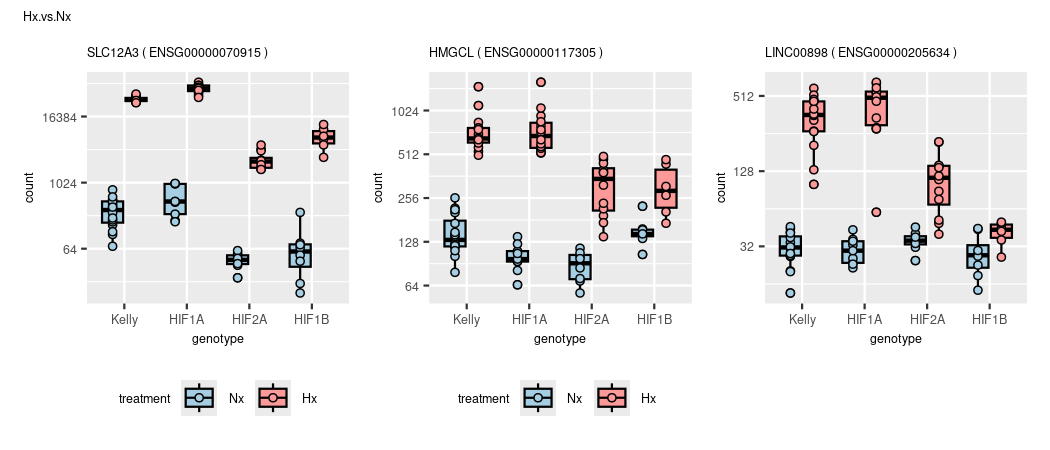 Hx.vs.Nx
SLC12A3 ( ENSG00000070915 )
count
16384
1024
64
Kelly HIF1A HIF2A HIF1B
genotype
HMGCL ( ENSG00000117305 )
count
1024
512
256
128
64
Kelly HIF1A HIF2A HIF1B
genotype
LINC00898 ( ENSG00000205634 )
count
512
128
32
Kelly HIF1A HIF2A HIF1B
genotype
treatment Nx Hx
treatment Nx Hx